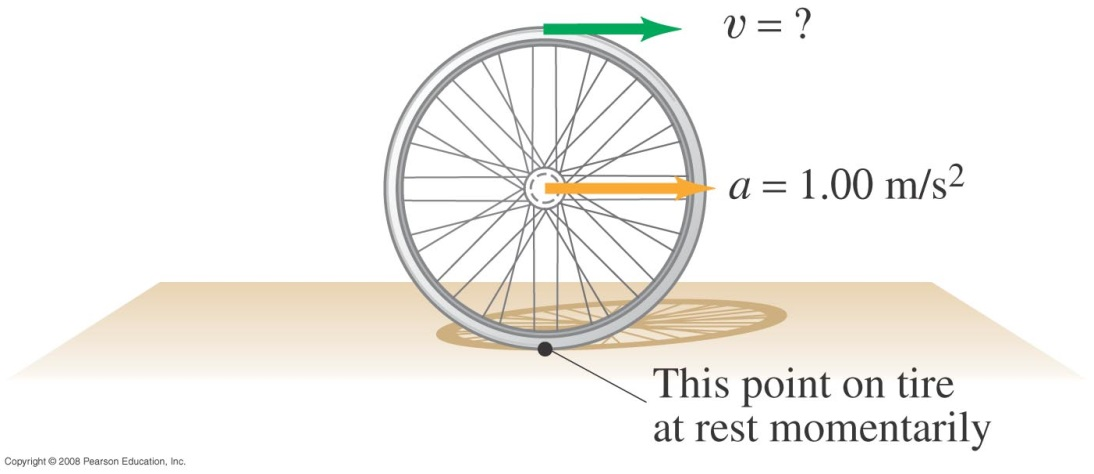 v = ?
a = 1.00 m/s²
This point on tire
at rest momentarily
Copyright © 2008 Pearson Education, Inc.